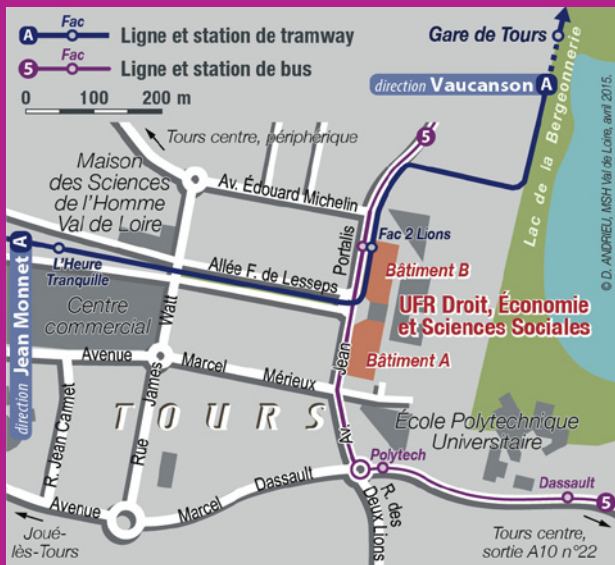 A Fac Ligne et station de tramway
5 Fac Ligne et station de bus
0 100 200 m
Gare de Tours
direction Vaucanson A
Lac de la Bergeonnerie
© D. ANDRIEU, MSH Val de Loire, avril 2015.
5
Tours centre, périphérique
Maison
des Sciences
de l'Homme
Val de Loire
Av. Édouard Michelin
Fac 2 Lions
direction Jean Monnet A
L'Heure
Tranquille
Allée F. de Lesseps
Bâtiment B
UFR Droit, Économie
et Sciences Sociales
Bâtiment A
Centre
commercial
Rue James Watt
Av. Jean Portalis
Avenue Marcel Mérieux
R. Jean Carmet
TOURS
École Polytechnique
Universitaire
Polytech
Dassault
5
Avenue Marcel Dassault
R. des
Deux Lions
Joué-
lès-Tours
Tours centre,
sortie A10 n°22